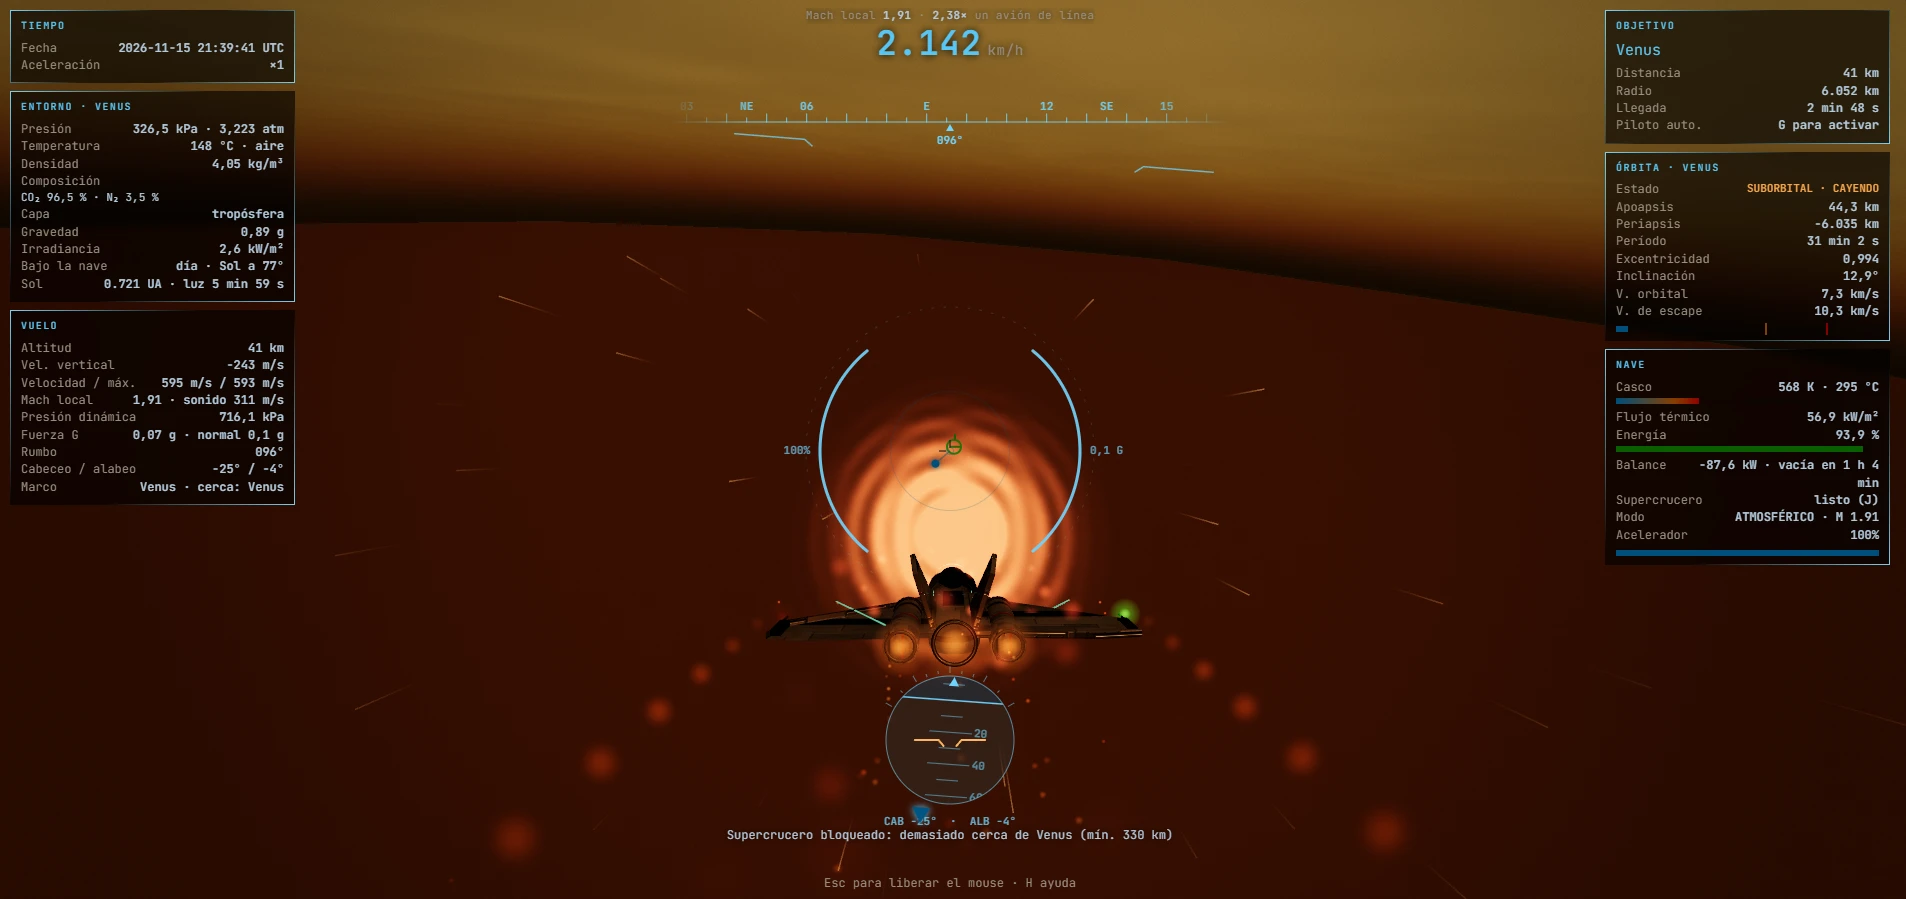 TIEMPO
Fecha 2026-11-15 21:39:41 UTC
Aceleración ×1
ENTORNO · VENUS
Presión 326,5 kPa · 3,223 atm
Temperatura 148 °C · aire
Densidad 4,05 kg/m³
Composición
CO₂ 96,5 % · N₂ 3,5 %
Capa tropósfera
Gravedad 0,89 g
Irradiancia 2,6 kW/m²
Bajo la nave día · Sol a 77°
Sol 0.721 UA · luz 5 min 59 s
VUELO
Altitud 41 km
Vel. vertical -243 m/s
Velocidad / máx. 595 m/s / 593 m/s
Mach local 1,91 · sonido 311 m/s
Presión dinámica 716,1 kPa
Fuerza G 0,07 g · normal 0,1 g
Rumbo 096°
Cabeceo / alabeo -25° / -4°
Marco Venus · cerca: Venus
Mach local 1,91 · 2,38× un avión de línea
2.142 km/h
03 NE 06 E 12 SE 15
096°
100% 0,1 G
20
40
60
CAB -25° · ALB -4°
Supercrucero bloqueado: demasiado cerca de Venus (mín. 330 km)
Esc para liberar el mouse · H ayuda
OBJETIVO
Venus
Distancia 41 km
Radio 6.052 km
Llegada 2 min 48 s
Piloto auto. G para activar
ÓRBITA · VENUS
Estado SUBORBITAL · CAYENDO
Apoapsis 44,3 km
Periapsis -6.035 km
Período 31 min 2 s
Excentricidad 0,994
Inclinación 12,9°
V. orbital 7,3 km/s
V. de escape 10,3 km/s
NAVE
Casco 568 K · 295 °C
Flujo térmico 56,9 kW/m²
Energía 93,9 %
Balance -87,6 kW · vacía en 1 h 4
min
Supercrucero listo (J)
Modo ATMOSFÉRICO · M 1.91
Acelerador 100%